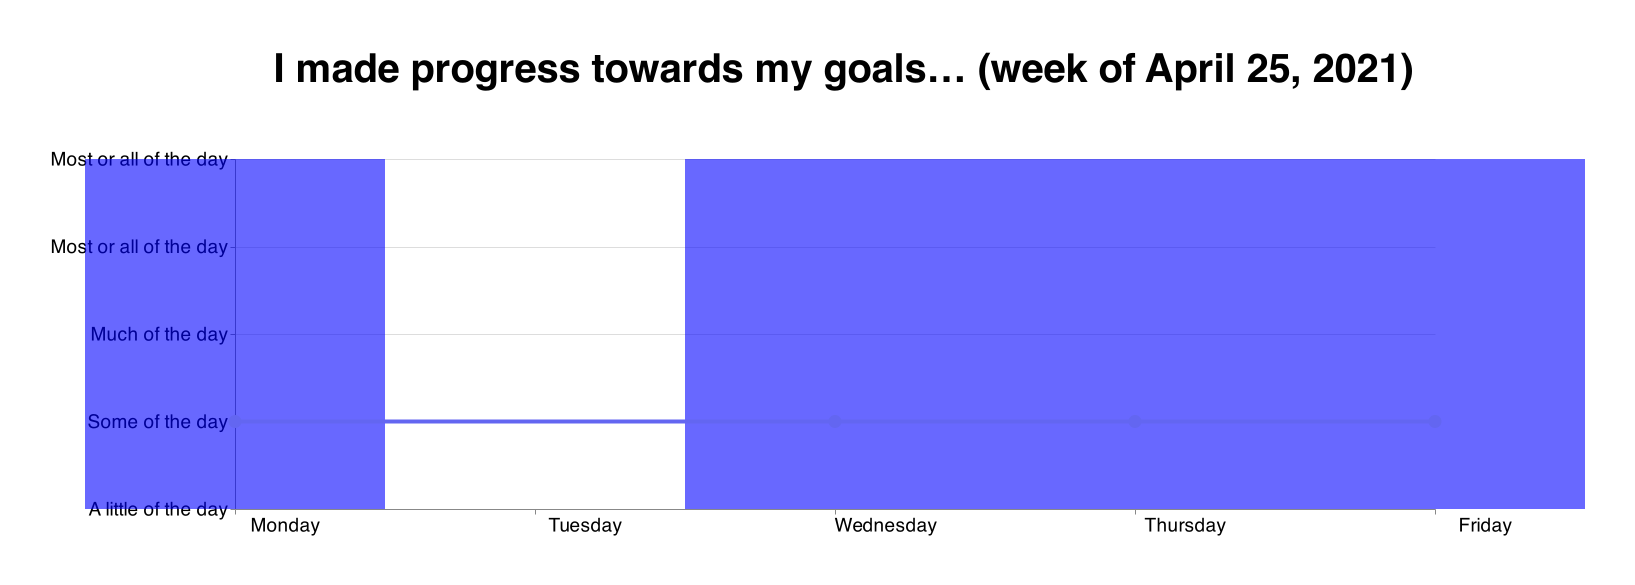 I made progress towards my goals… (week of April 25, 2021)
Most or all of the day
Most or all of the day
Much of the day
Some of the day
A little of the day
Monday Tuesday Wednesday Thursday Friday